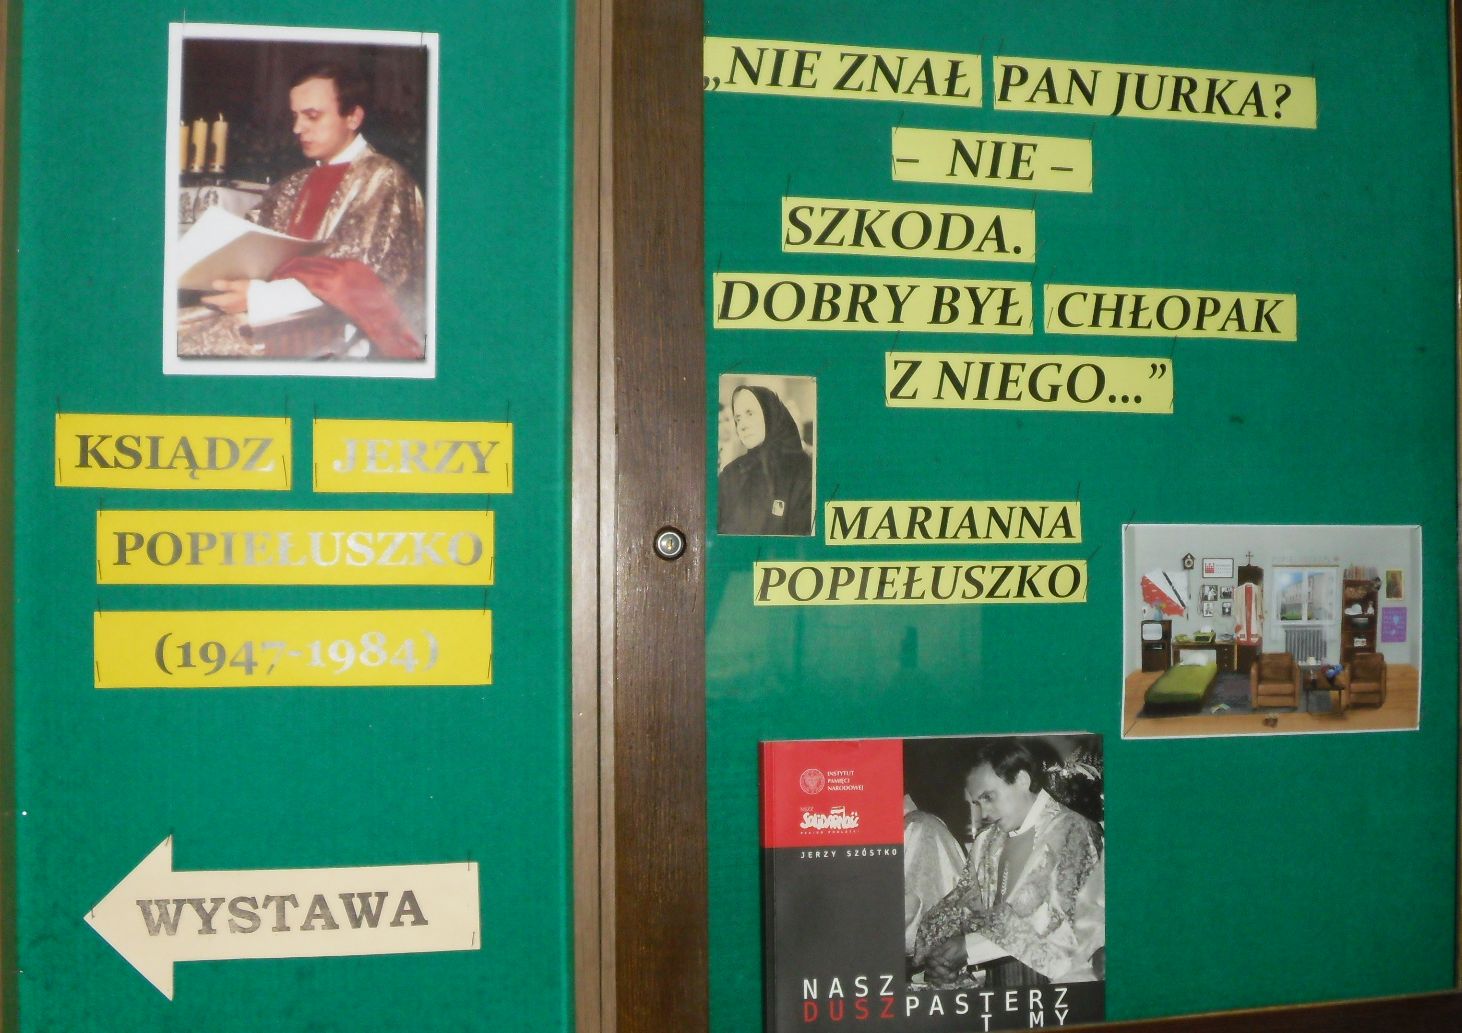 KSIĄDZ JERZY
POPIEŁUSZKO
(1947-1984)
WYSTAWA
„NIE ZNAŁ PAN JURKA?
– NIE –
SZKODA.
DOBRY BYŁ CHŁOPAK
Z NIEGO...”
MARIANNA
POPIEŁUSZKO
INSTYTUT
PAMIĘCI
NARODOWEJ
NSZZ
SOLIDARNOŚĆ
JERZY SZÓSTKO
NASZ
DUSZPASTERZ